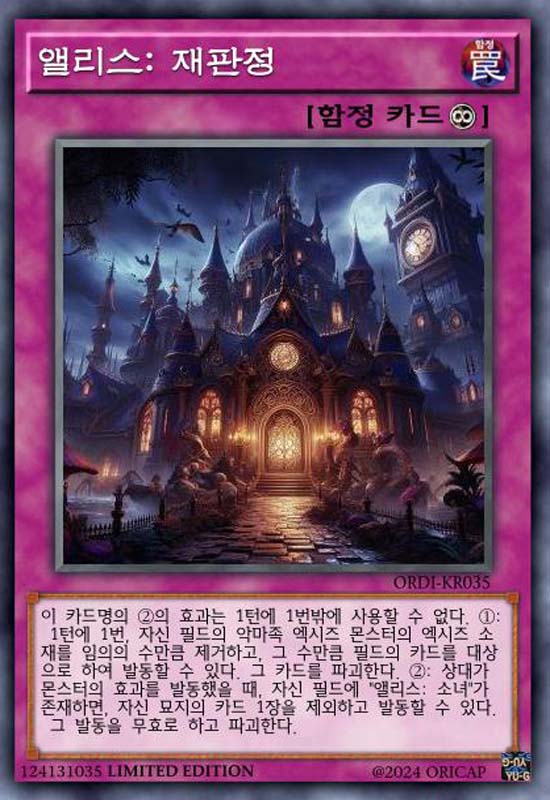 앨리스: 재판정
함정
罠
[함정 카드]
ORDI-KR035
이 카드명의 ②의 효과는 1턴에 1번밖에 사용할 수 없다. ①:
1턴에 1번, 자신 필드의 악마족 엑시즈 몬스터의 엑시즈 소
재를 임의의 수만큼 제거하고, 그 수만큼 필드의 카드를 대상
으로 하여 발동할 수 있다. 그 카드를 파괴한다. ②: 상대가
몬스터의 효과를 발동했을 때, 자신 필드에 "앨리스: 소녀"가
존재하면, 자신 묘지의 카드 1장을 제외하고 발동할 수 있다.
그 발동을 무효로 하고 파괴한다.
124131035 LIMITED EDITION
©2024 ORICAP